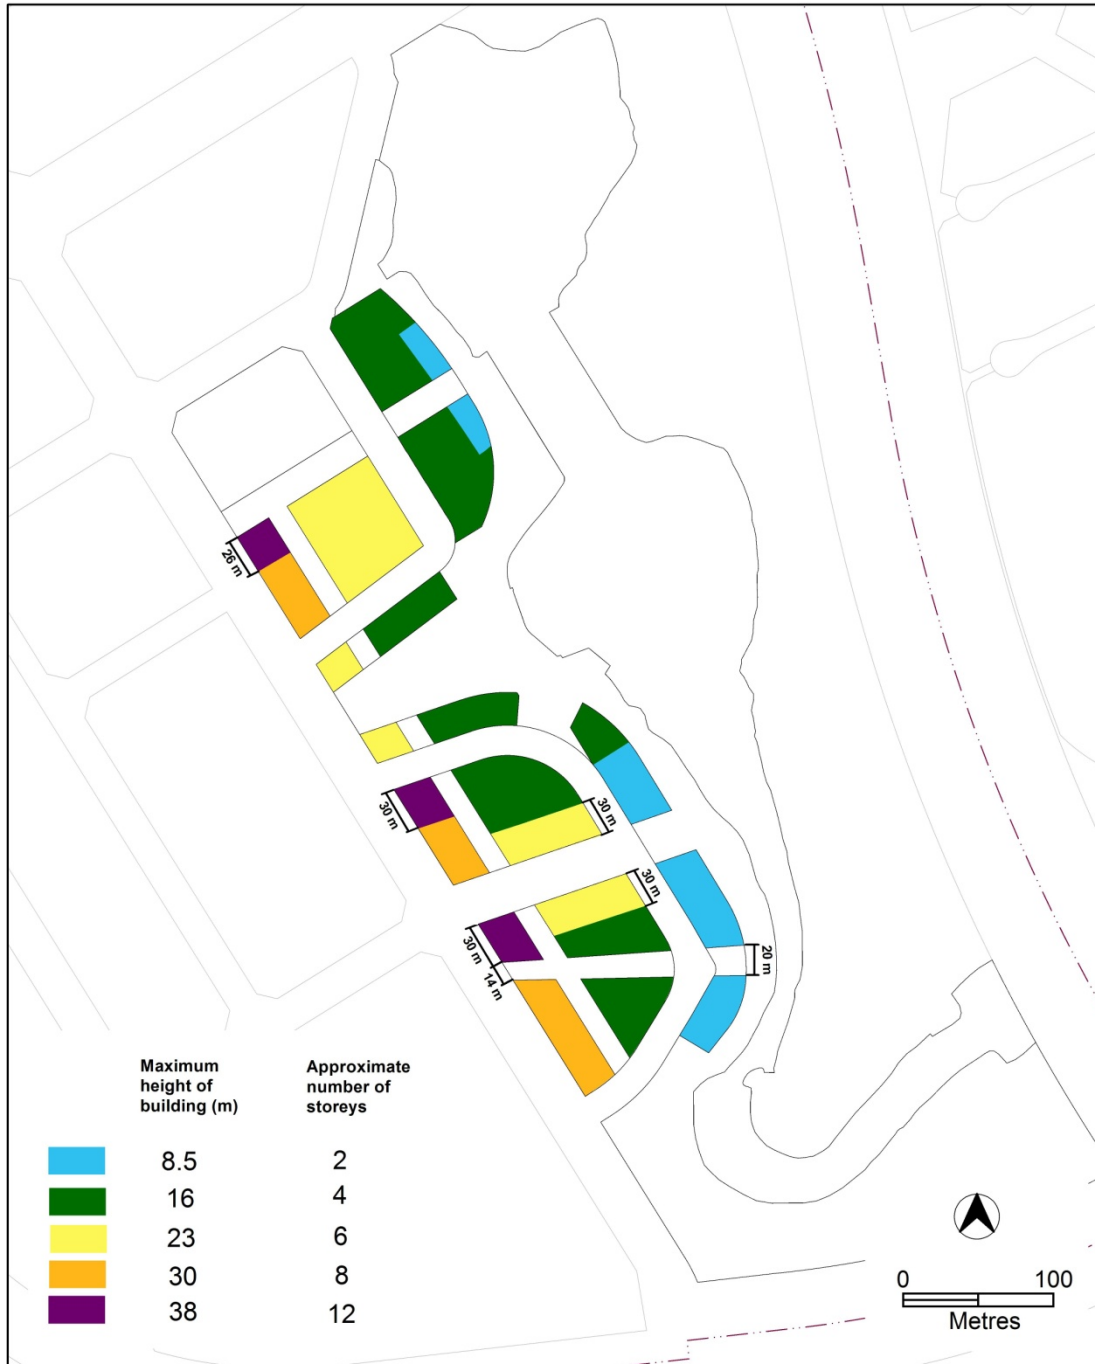 26 m
30 m
30 m
30 m
30 m
14 m
20 m
Maximum
height of
building (m)
Approximate
number of
storeys
8.5 2
16 4
23 6
30 8
38 12
0 100
Metres